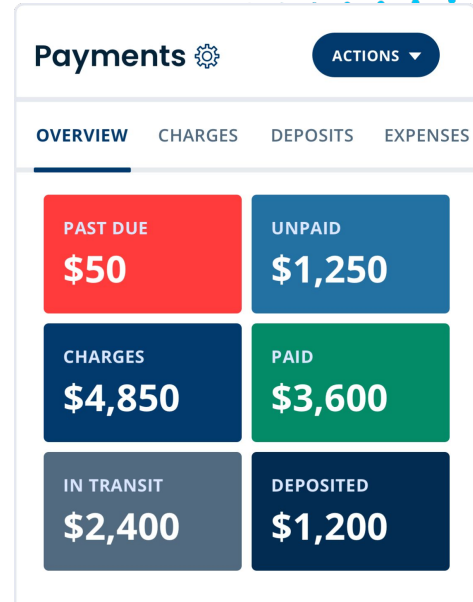 Payments
ACTIONS
OVERVIEW CHARGES DEPOSITS EXPENSES
PAST DUE
$50
UNPAID
$1,250
CHARGES
$4,850
PAID
$3,600
IN TRANSIT
$2,400
DEPOSITED
$1,200